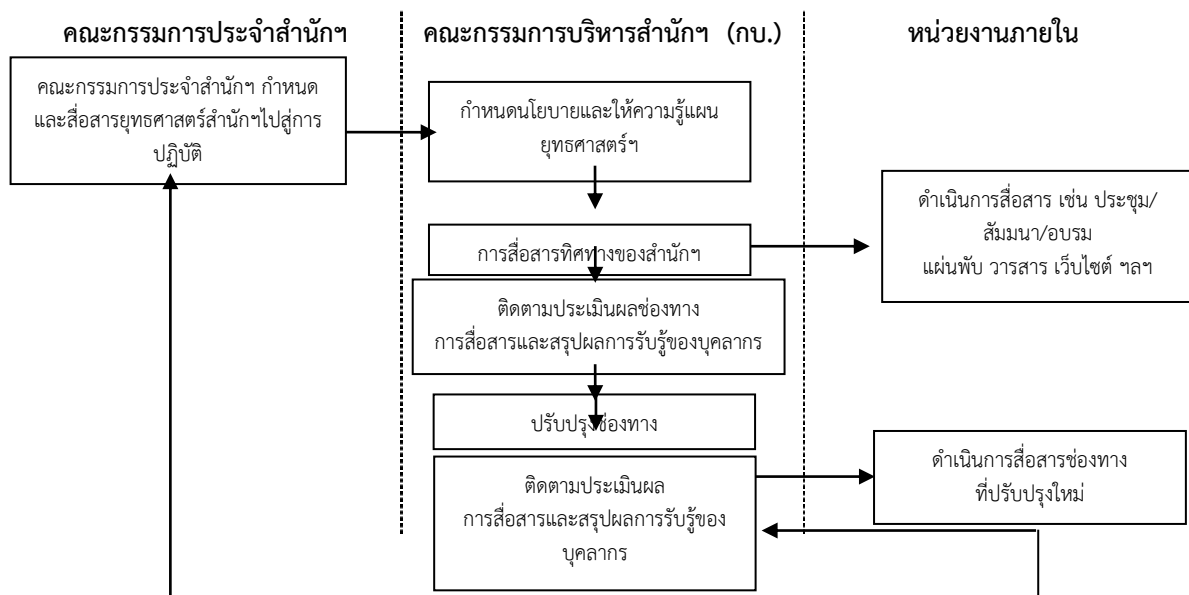 คณะกรรมการประจำสำนักฯ
คณะกรรมการบริหารสำนักฯ (กบ.)
หน่วยงานภายใน
คณะกรรมการประจำสำนักฯ กำหนด
และสื่อสารยุทธศาสตร์สำนักฯไปสู่การ
ปฏิบัติ
กำหนดนโยบายและให้ความรู้แผน
ยุทธศาสตร์ฯ
การสื่อสารทิศทางของสำนักฯ
ดำเนินการสื่อสาร เช่น ประชุม/
สัมมนา/อบรม
แผ่นพับ วารสาร เว็บไซต์ ฯลฯ
ติดตามประเมินผลช่องทาง
การสื่อสารและสรุปผลการรับรู้ของบุคลากร
ปรับปรุงช่องทาง
ติดตามประเมินผล
การสื่อสารและสรุปผลการรับรู้ของ
บุคลากร
ดำเนินการสื่อสารช่องทาง
ที่ปรับปรุงใหม่